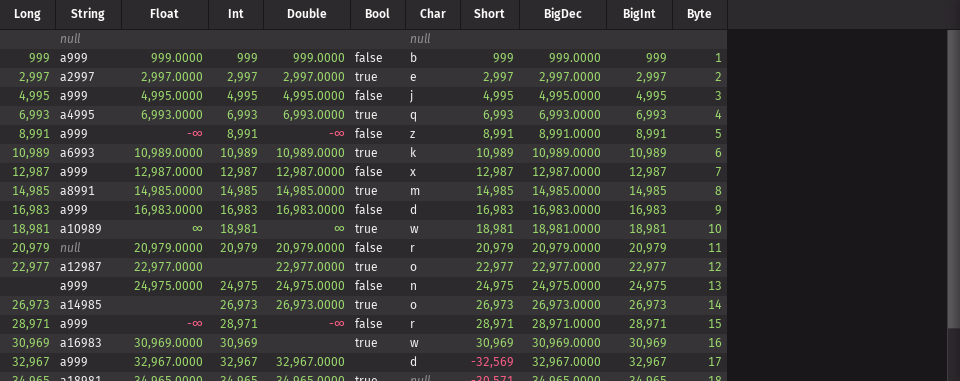 Long String Float Int Double Bool Char Short BigDec BigInt Byte
null null
999 a999 999.0000 999 999.0000 false b 999 999.0000 999 1
2,997 a2997 2,997.0000 2,997 2,997.0000 true e 2,997 2,997.0000 2,997 2
4,995 a999 4,995.0000 4,995 4,995.0000 false j 4,995 4,995.0000 4,995 3
6,993 a4995 6,993.0000 6,993 6,993.0000 true q 6,993 6,993.0000 6,993 4
8,991 a999 -∞ 8,991 -∞ false z 8,991 8,991.0000 8,991 5
10,989 a6993 10,989.0000 10,989 10,989.0000 true k 10,989 10,989.0000 10,989 6
12,987 a999 12,987.0000 12,987 12,987.0000 false x 12,987 12,987.0000 12,987 7
14,985 a8991 14,985.0000 14,985 14,985.0000 true m 14,985 14,985.0000 14,985 8
16,983 a999 16,983.0000 16,983 16,983.0000 false d 16,983 16,983.0000 16,983 9
18,981 a10989 ∞ 18,981 ∞ true w 18,981 18,981.0000 18,981 10
20,979 null 20,979.0000 20,979 20,979.0000 false r 20,979 20,979.0000 20,979 11
22,977 a12987 22,977.0000 22,977.0000 true o 22,977 22,977.0000 22,977 12
a999 24,975.0000 24,975 24,975.0000 false n 24,975 24,975.0000 24,975 13
26,973 a14985 26,973 26,973.0000 true o 26,973 26,973.0000 26,973 14
28,971 a999 -∞ 28,971 -∞ false r 28,971 28,971.0000 28,971 15
30,969 a16983 30,969.0000 30,969 true w 30,969 30,969.0000 30,969 16
32,967 a999 32,967.0000 32,967 32,967.0000 d -32,569 32,967.0000 32,967 17
34,965 a18981 34,965.0000 34,965 34,965.0000 true null -30,571 34,965.0000 34,965 18